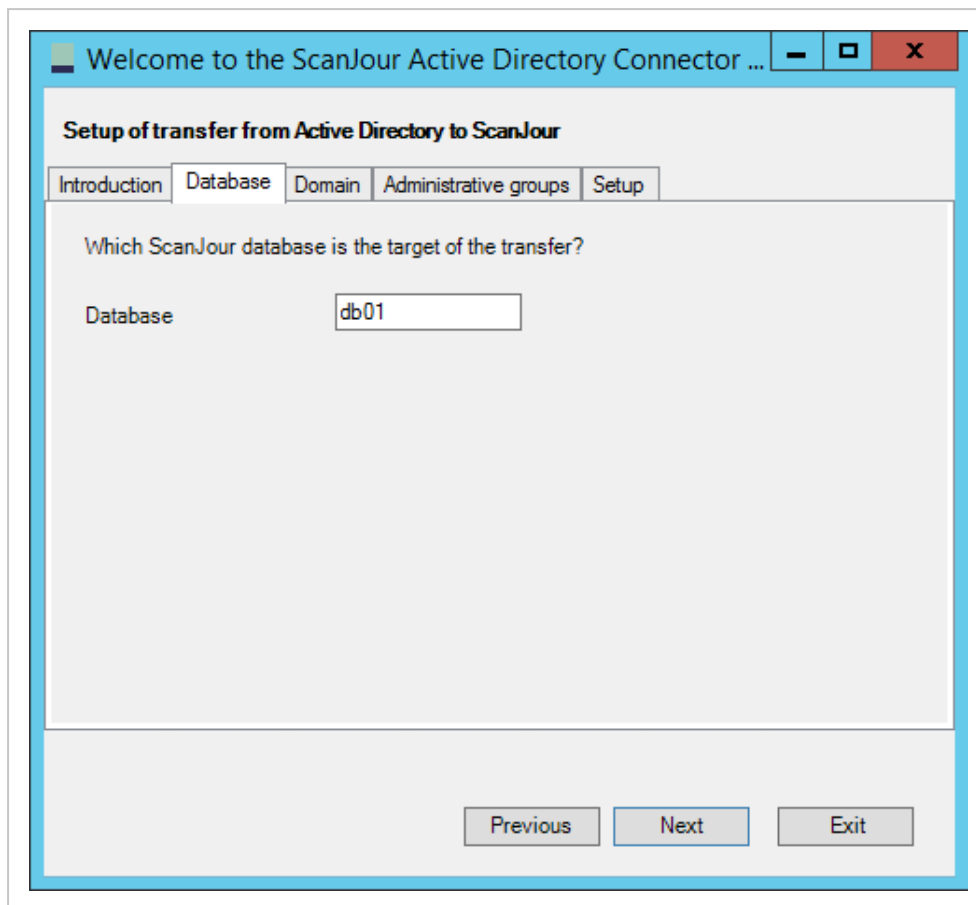 Welcome to the ScanJour Active Directory Connector ...
Setup of transfer from Active Directory to ScanJour
Introduction Database Domain Administrative groups Setup
Which ScanJour database is the target of the transfer?
Database db01
Previous Next Exit